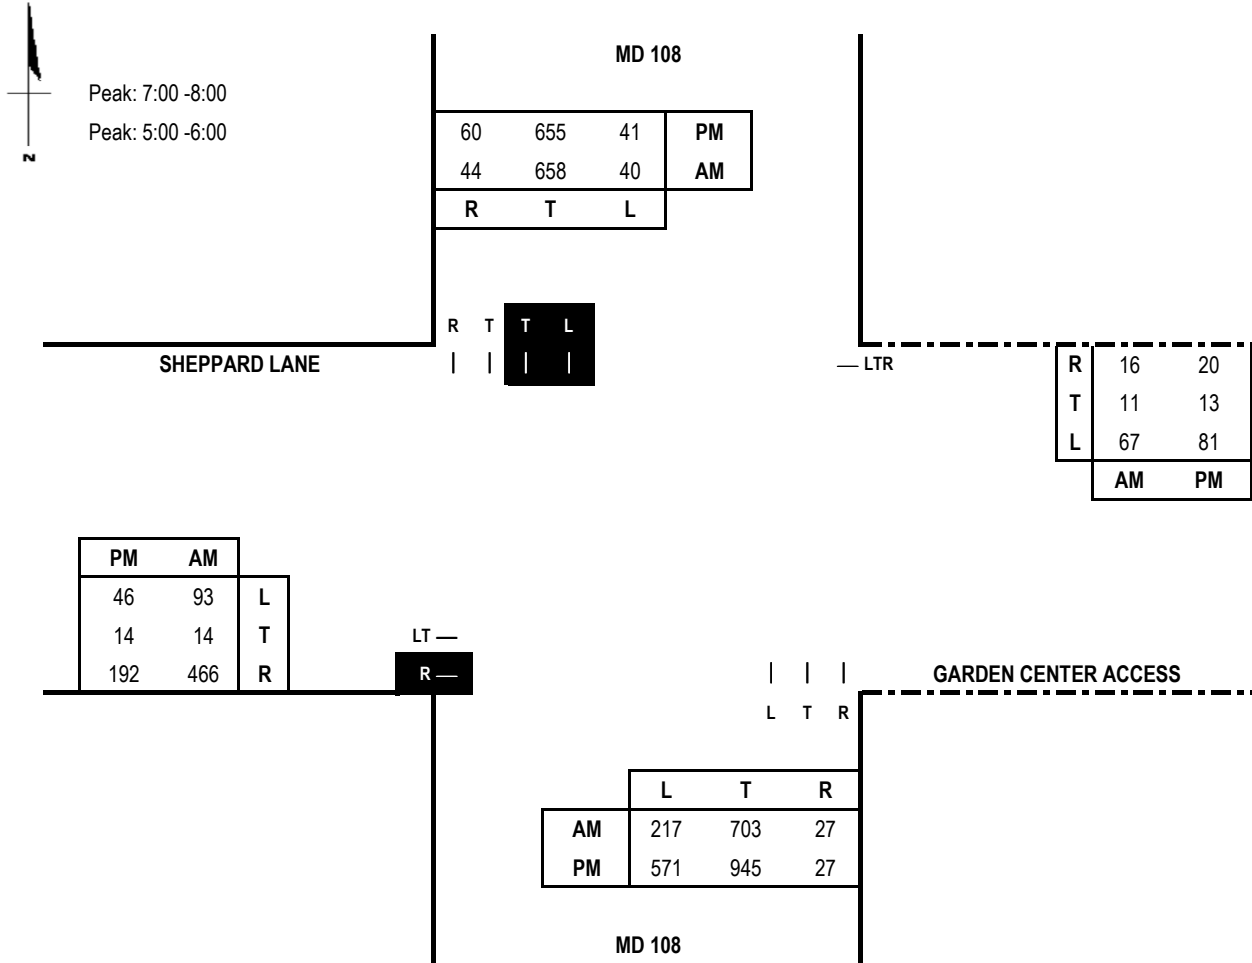 MD 108
Peak: 7:00 -8:00
Peak: 5:00 -6:00
60 655 41 PM
44 658 40 AM
R T L
R T T L
SHEPPARD LANE
LTR
R 16 20
T 11 13
L 67 81
AM PM
PM AM
46 93 L
14 14 T
192 466 R
LT
R
GARDEN CENTER ACCESS
L T R
L T R
AM 217 703 27
PM 571 945 27
MD 108
N